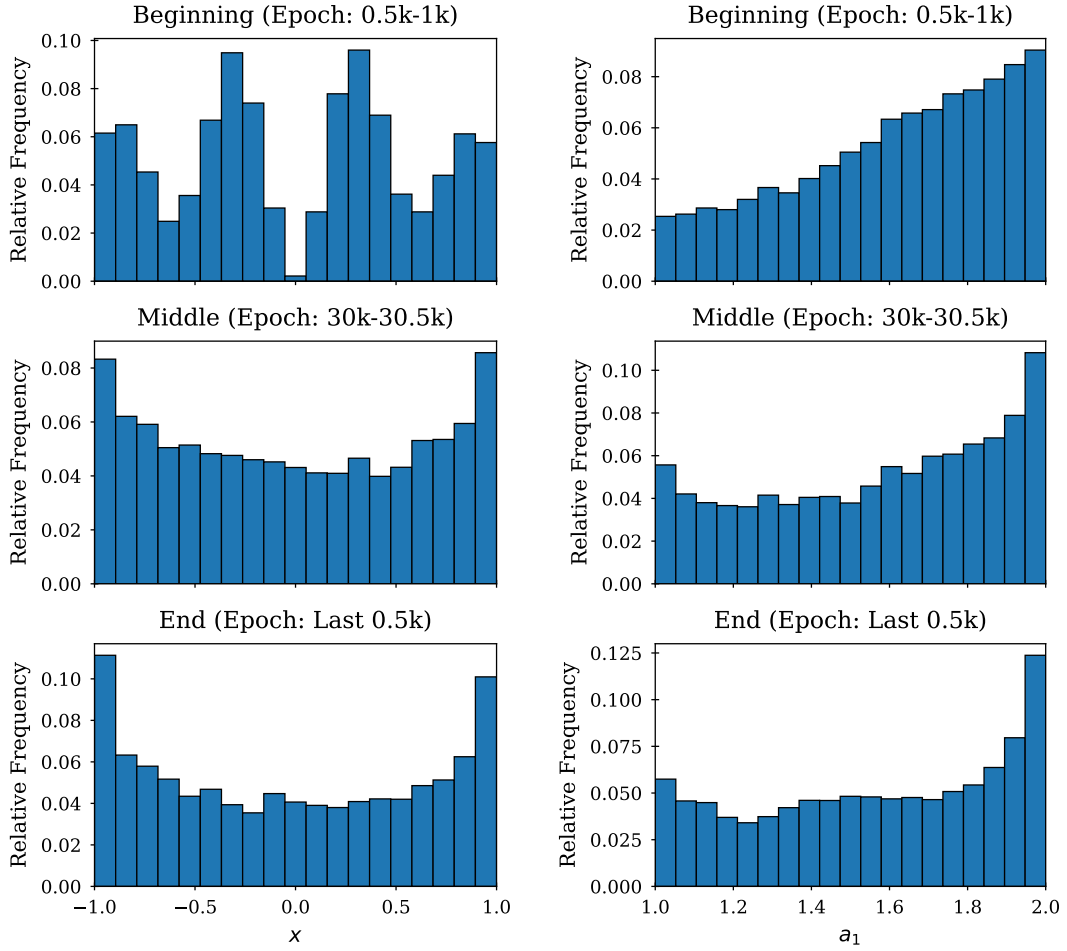 Beginning (Epoch: 0.5k-1k)
Relative Frequency
0.10
0.08
0.06
0.04
0.02
0.00
Beginning (Epoch: 0.5k-1k)
Relative Frequency
0.08
0.06
0.04
0.02
0.00
Middle (Epoch: 30k-30.5k)
Relative Frequency
0.08
0.06
0.04
0.02
0.00
Middle (Epoch: 30k-30.5k)
Relative Frequency
0.10
0.08
0.06
0.04
0.02
0.00
End (Epoch: Last 0.5k)
Relative Frequency
0.10
0.08
0.06
0.04
0.02
0.00
−1.0 −0.5 0.0 0.5 1.0
x
End (Epoch: Last 0.5k)
Relative Frequency
0.125
0.100
0.075
0.050
0.025
0.000
1.0 1.2 1.4 1.6 1.8 2.0
a₁